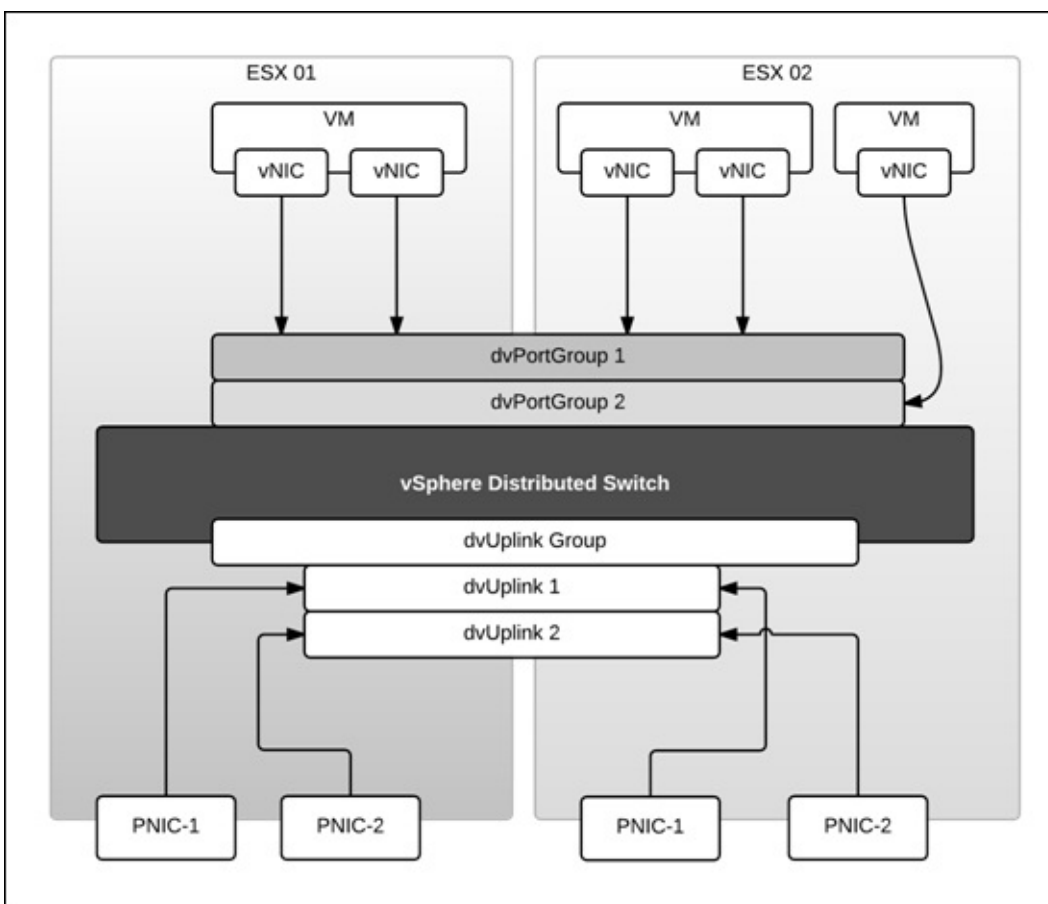 ESX 01
ESX 02
VM
VM
VM
vNIC
vNIC
vNIC
vNIC
vNIC
dvPortGroup 1
dvPortGroup 2
vSphere Distributed Switch
dvUplink Group
dvUplink 1
dvUplink 2
PNIC-1
PNIC-2
PNIC-1
PNIC-2